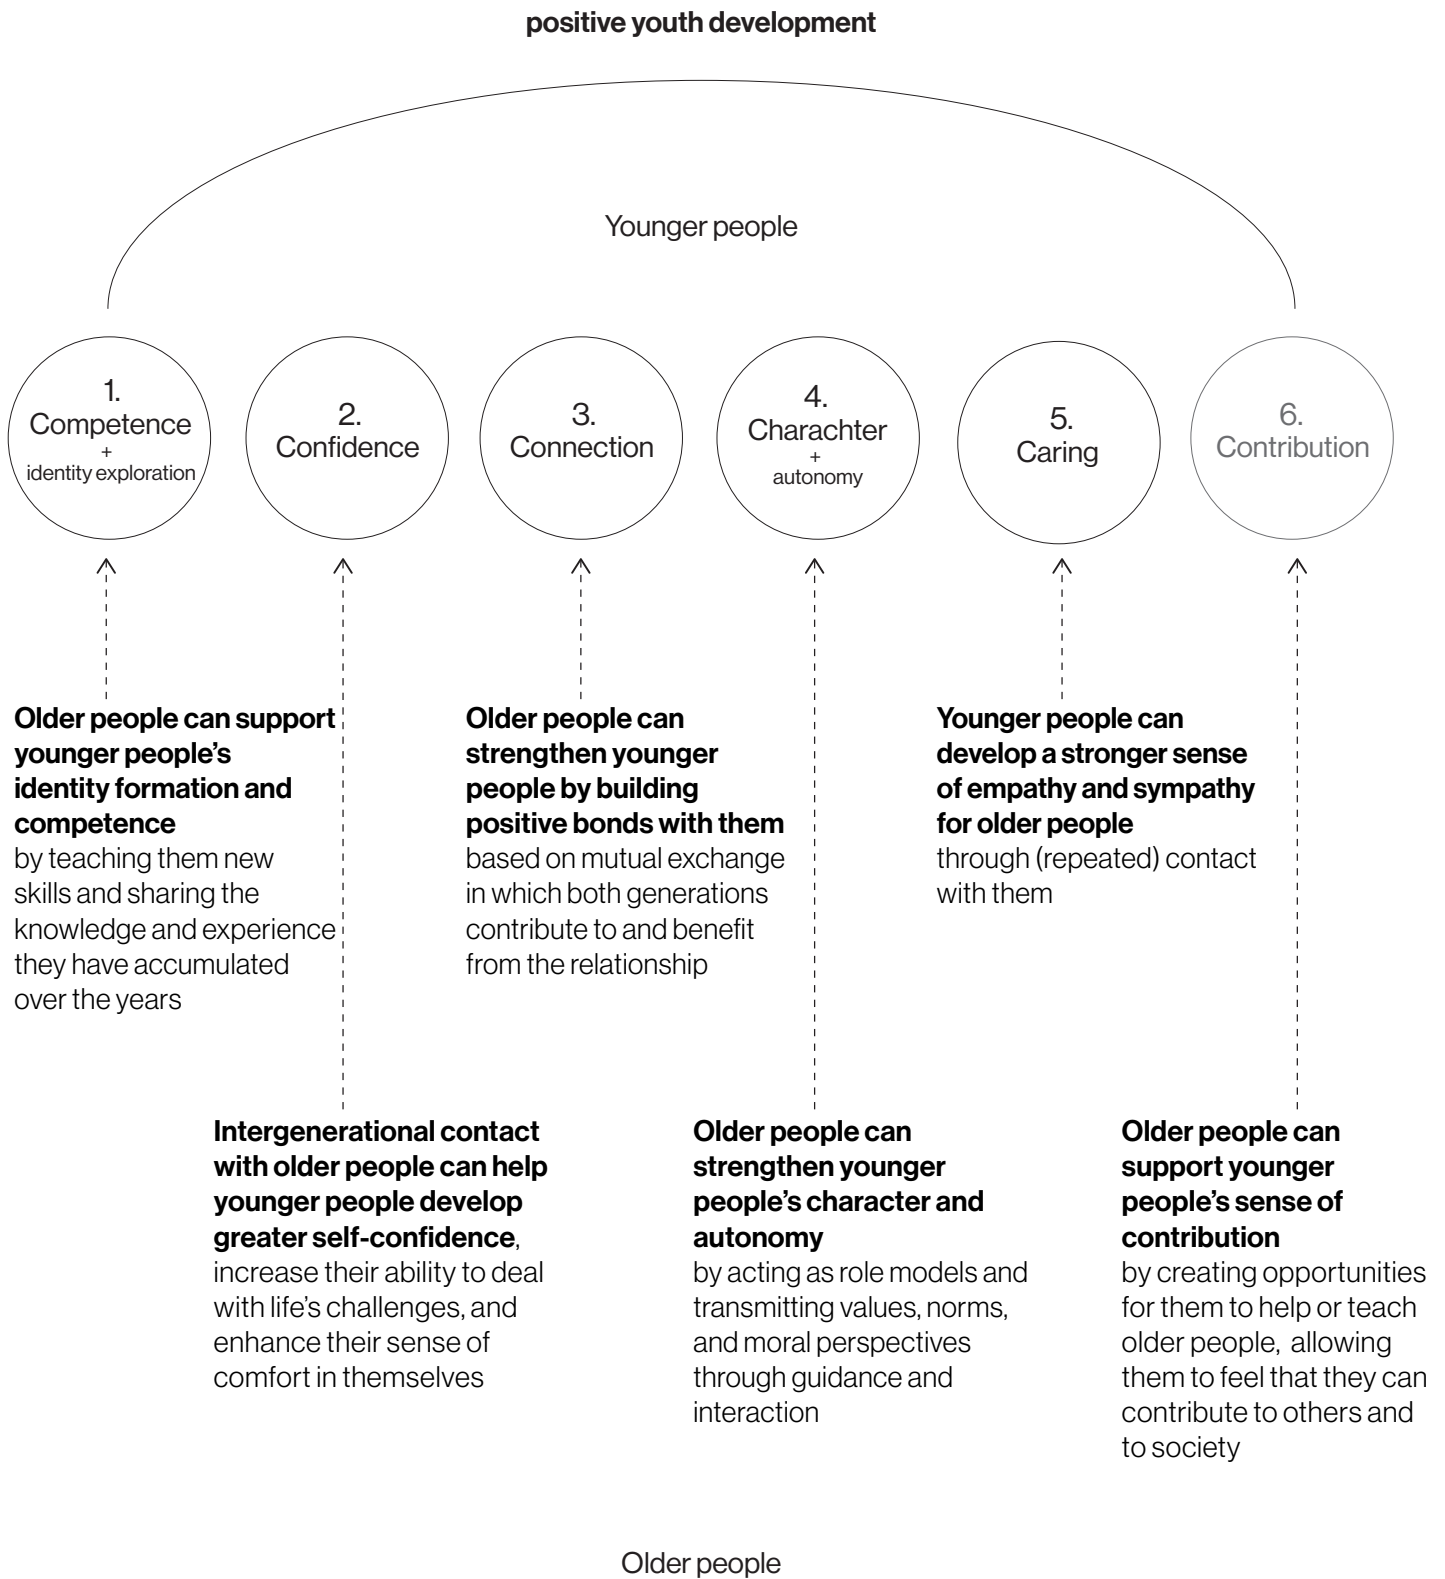 positive youth development
Younger people
1.
Competence
+
identity exploration
2.
Confidence
3.
Connection
4.
Charachter
+
autonomy
5.
Caring
6.
Contribution
Older people can support
younger people’s
identity formation and
competence
by teaching them new
skills and sharing the
knowledge and experience
they have accumulated
over the years
Older people can
strengthen younger
people by building
positive bonds with them
based on mutual exchange
in which both generations
contribute to and benefit
from the relationship
Younger people can
develop a stronger sense
of empathy and sympathy
for older people
through (repeated) contact
with them
Intergenerational contact
with older people can help
younger people develop
greater self-confidence,
increase their ability to deal
with life’s challenges, and
enhance their sense of
comfort in themselves
Older people can
strengthen younger
people’s character and
autonomy
by acting as role models and
transmitting values, norms,
and moral perspectives
through guidance and
interaction
Older people can
support younger
people’s sense of
contribution
by creating opportunities
for them to help or teach
older people, allowing
them to feel that they can
contribute to others and
to society
Older people